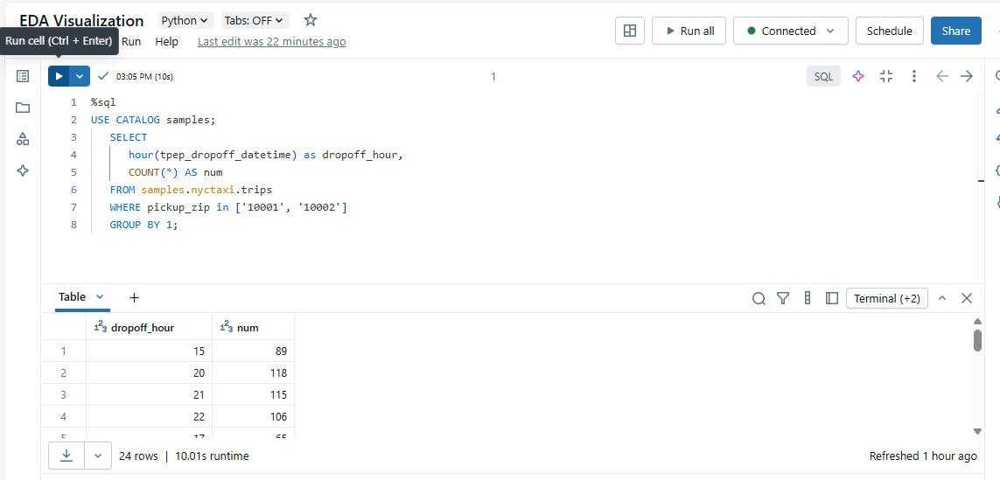 EDA Visualization Python Tabs: OFF
Run cell (Ctrl + Enter) Run Help Last edit was 22 minutes ago
Run all Connected Schedule Share
03:05 PM (10s) 1 SQL
1 %sql
2 USE CATALOG samples;
3 SELECT
4 hour(tpep_dropoff_datetime) as dropoff_hour,
5 COUNT(*) AS num
6 FROM samples.nyctaxi.trips
7 WHERE pickup_zip in ['10001', '10002']
8 GROUP BY 1;
Table + Terminal (+2)
123 dropoff_hour 123 num
1 15 89
2 20 118
3 21 115
4 22 106
5 17 65
24 rows | 10.01s runtime Refreshed 1 hour ago